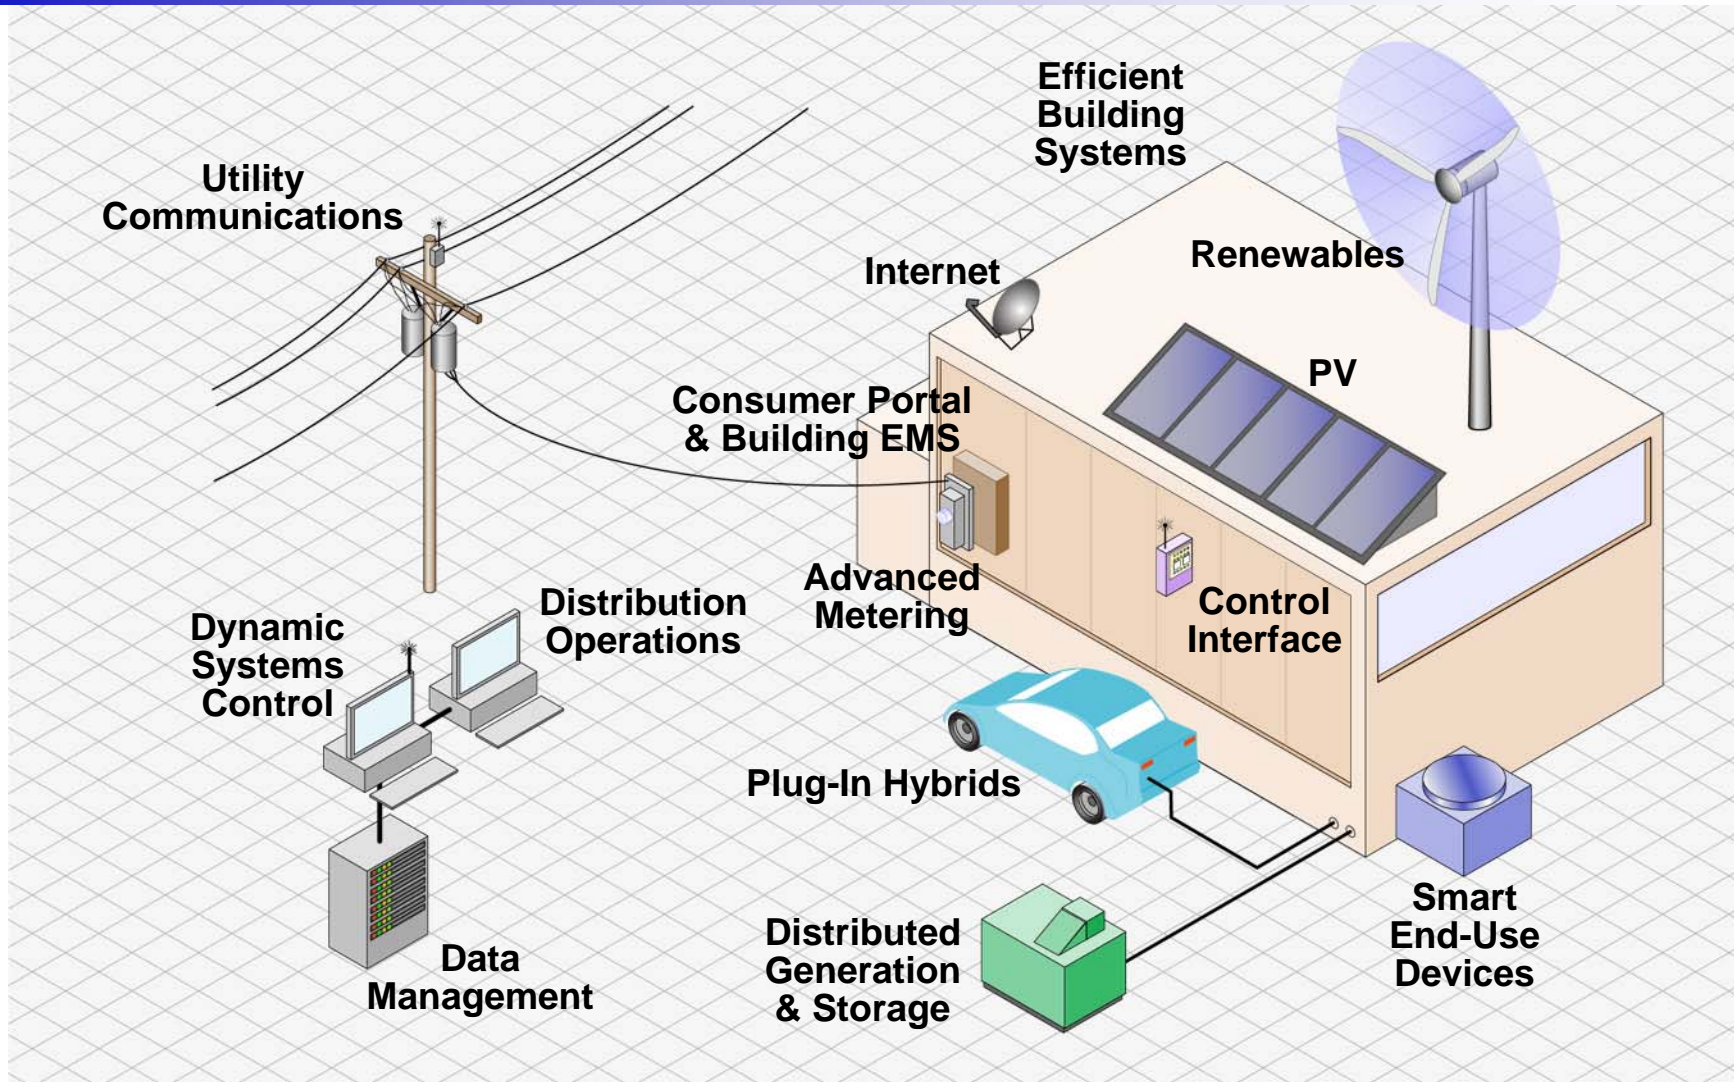 Efficient
Building
Systems
Utility
Communications
Renewables
Internet
PV
Consumer Portal
& Building EMS
Advanced
Metering
Control
Interface
Distribution
Operations
Dynamic
Systems
Control
Plug-In Hybrids
Smart
End-Use
Devices
Distributed
Generation
& Storage
Data
Management